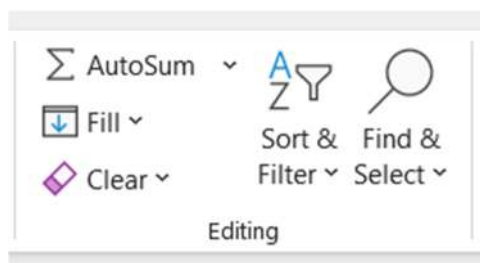 AutoSum
Fill
Clear
Sort &
Filter
Find &
Select
Editing